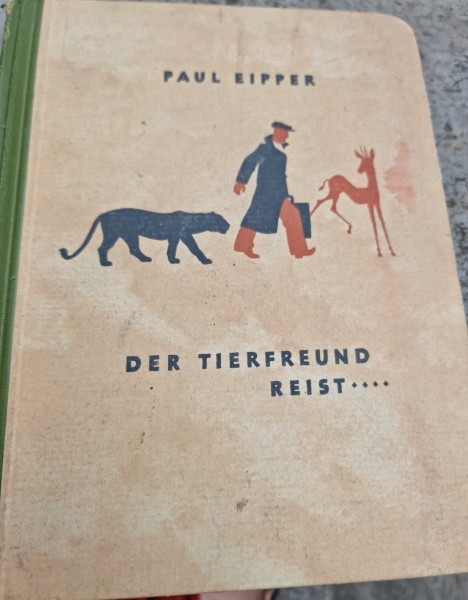 PAUL EIPPER
DER TIERFREUND
REIST····